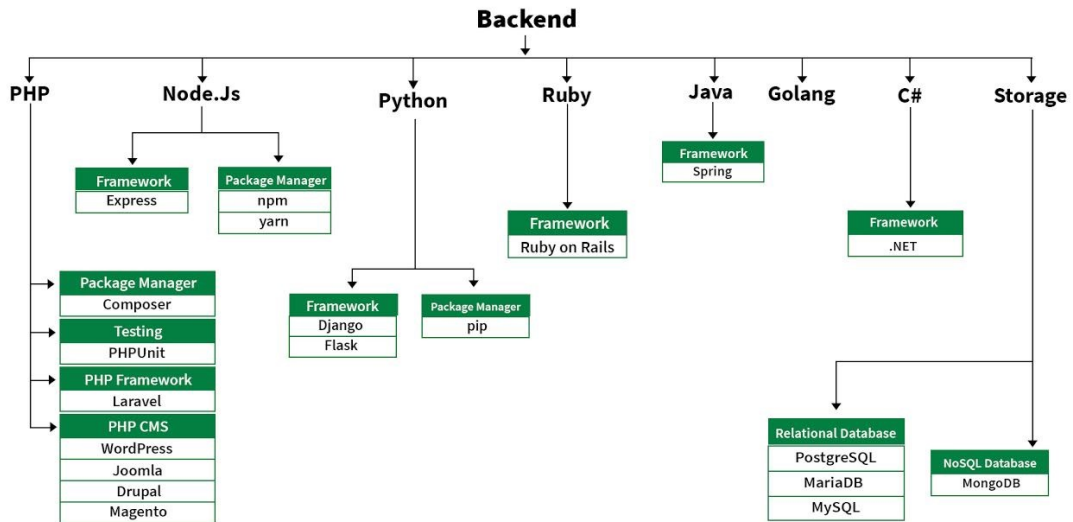 Backend
PHP
Node.Js
Python
Ruby
Java
Golang
C#
Storage
Framework
Express
Package Manager
npm
yarn
Framework
Spring
Framework
Ruby on Rails
Framework
.NET
Package Manager
Composer
Testing
PHPUnit
PHP Framework
Laravel
PHP CMS
WordPress
Joomla
Drupal
Magento
Framework
Django
Flask
Package Manager
pip
Relational Database
PostgreSQL
MariaDB
MySQL
NoSQL Database
MongoDB